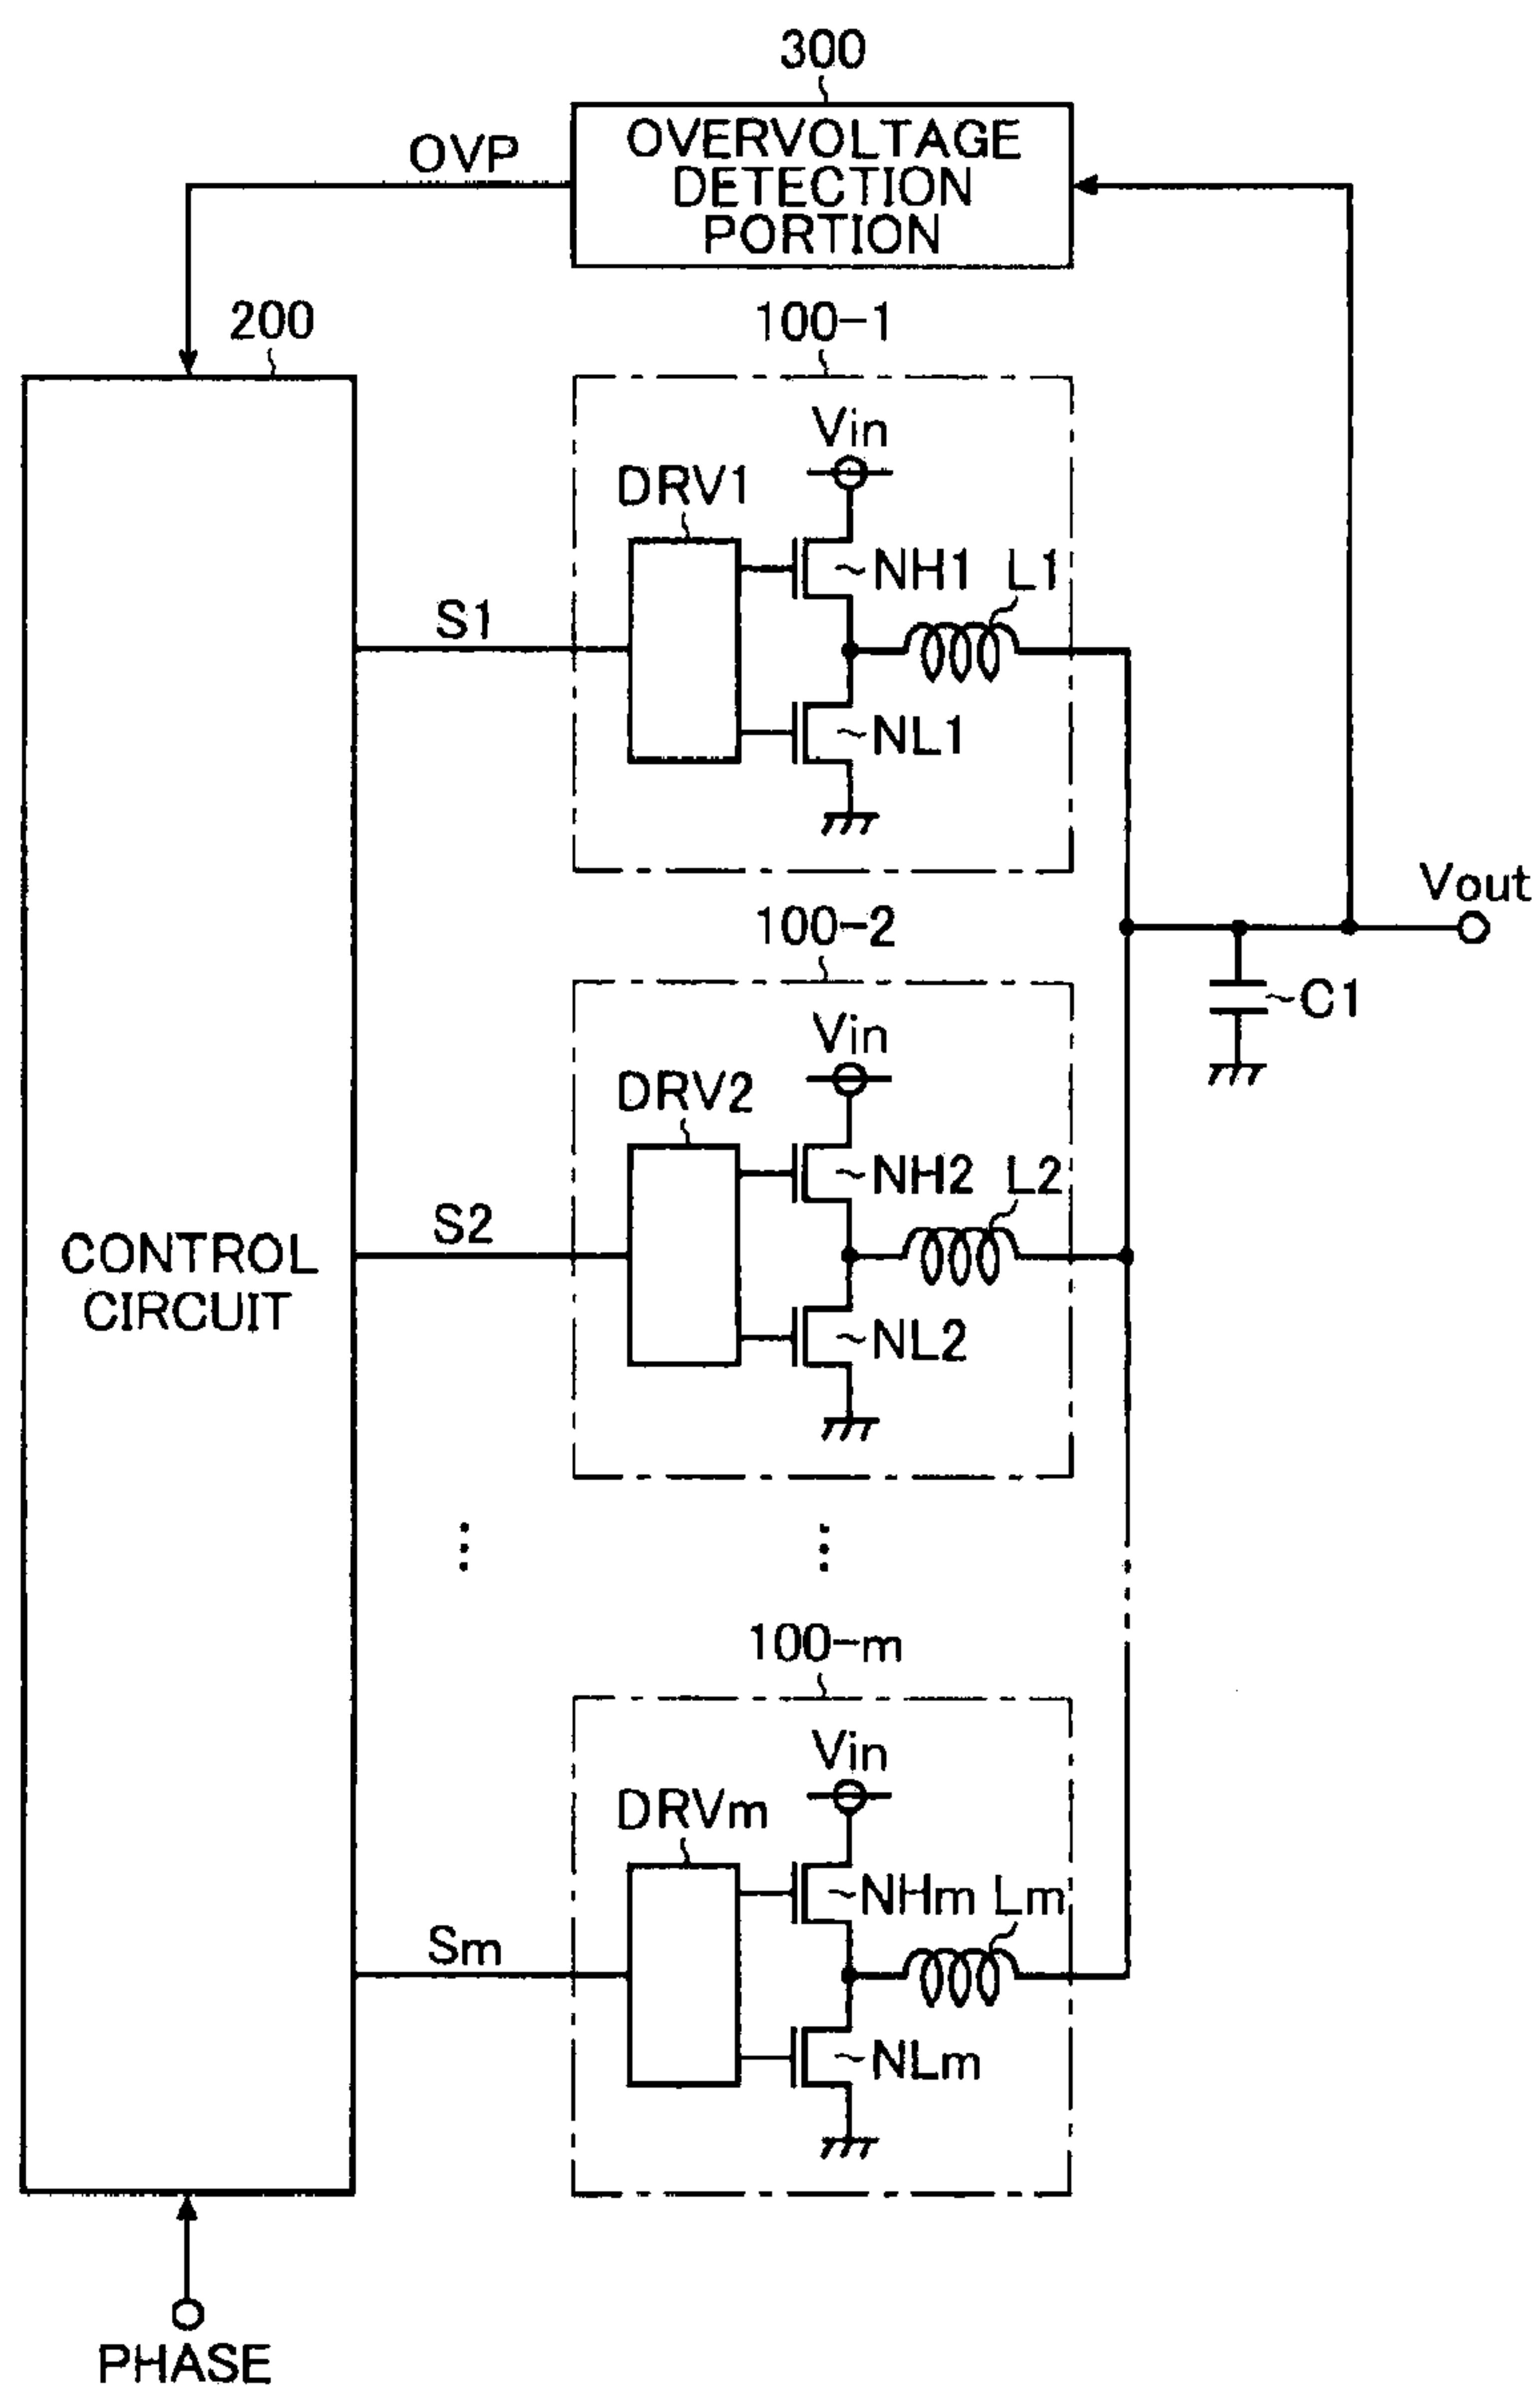 300
OVERVOLTAGE
DETECTION
PORTION
OVP
200
100-1
Vin
DRV1
NH1 L1
S1
NL1
Vout
100-2
C1
Vin
DRV2
NH2 L2
S2
CONTROL
CIRCUIT
NL2
100-m
Vin
DRVm
NHm Lm
Sm
NLm
PHASE